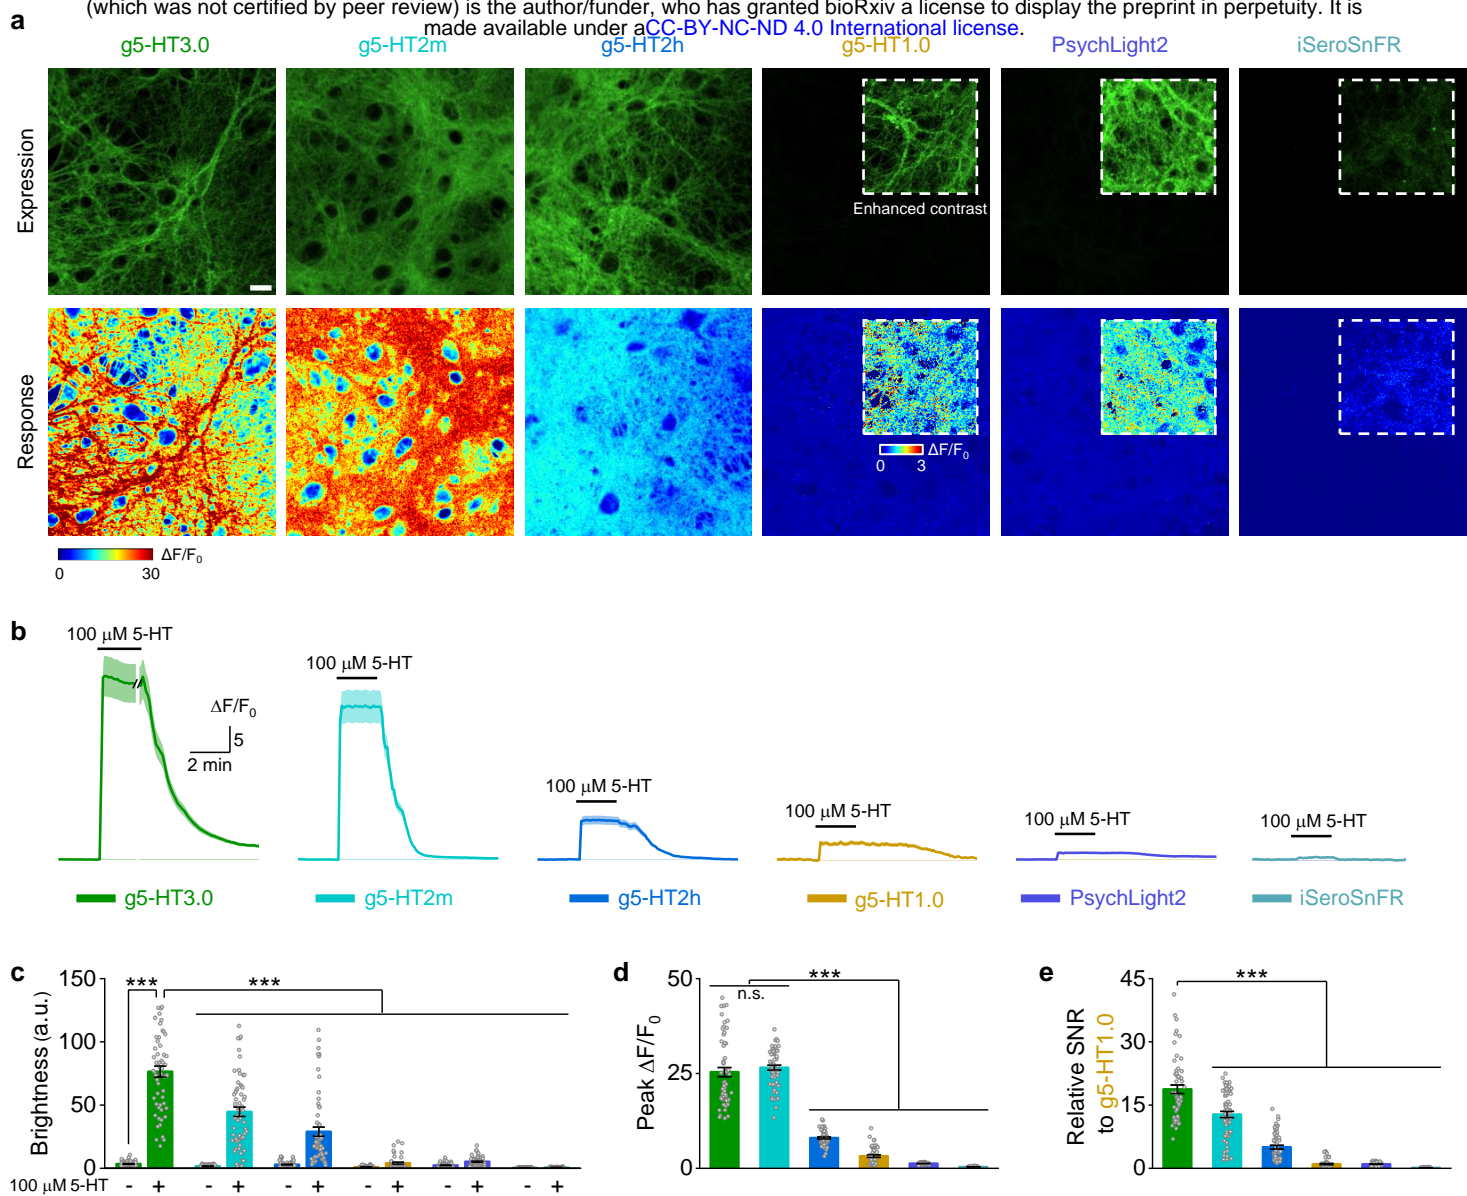 (which was not certified by peer review) is the author/funder, who has granted bioRxiv a license to display the preprint in perpetuity. It is
made available under aCC-BY-NC-ND 4.0 International license.
a
g5-HT3.0 g5-HT2m g5-HT2h g5-HT1.0 PsychLight2 iSeroSnFR
Expression
Enhanced contrast
Response
ΔF/F0
0 3
ΔF/F0
0 30
b
100 μM 5-HT
100 μM 5-HT
100 μM 5-HT
100 μM 5-HT
100 μM 5-HT
100 μM 5-HT
ΔF/F0
5
2 min
g5-HT3.0 g5-HT2m g5-HT2h g5-HT1.0 PsychLight2 iSeroSnFR
c
Brightness (a.u.)
150
100
50
0
*** ***
100 μM 5-HT - + - + - + - + - + - +
d
Peak ΔF/F0
50
25
0
n.s.
***
e
Relative SNR
to g5-HT1.0
45
30
15
0
***